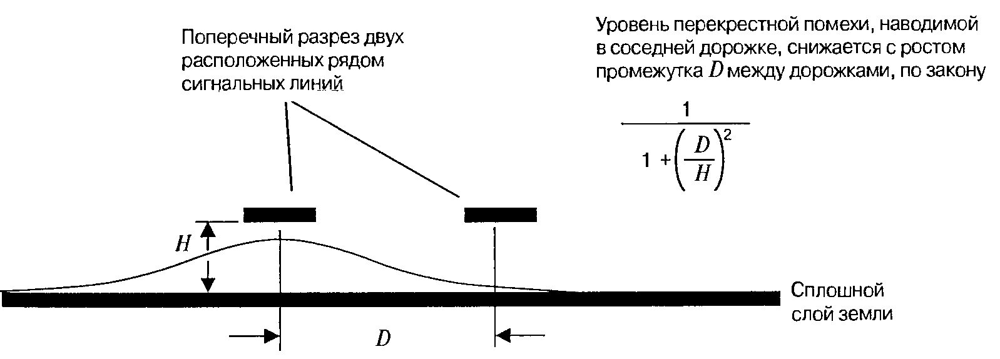 Поперечный разрез двух
расположенных рядом
сигнальных линий
Уровень перекрестной помехи, наводимой
в соседней дорожке, снижается с ростом
промежутка D между дорожками, по закону
1
1 + (D/H)²
H
D
Сплошной
слой земли